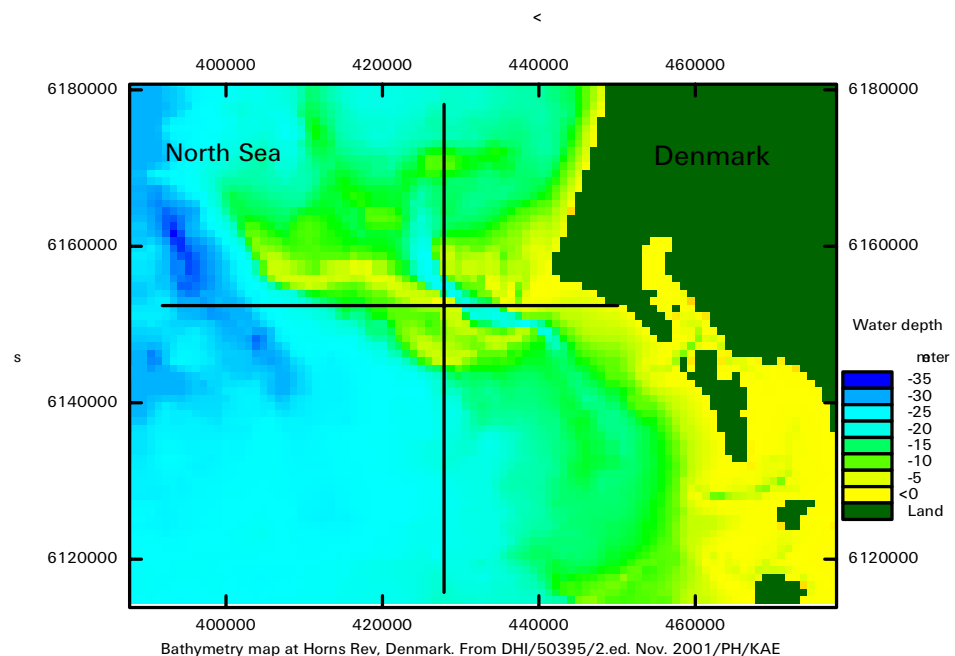 <
400000 420000 440000 460000
6180000 6180000
North Sea Denmark
6160000 6160000
Water depth
s
meter
-35
-30
-25
6140000
-20
-15
-10
-5
<0
Land
6120000 6120000
400000 420000 440000 460000
Bathymetry map at Horns Rev, Denmark. From DHI/50395/2.ed. Nov. 2001/PH/KAE